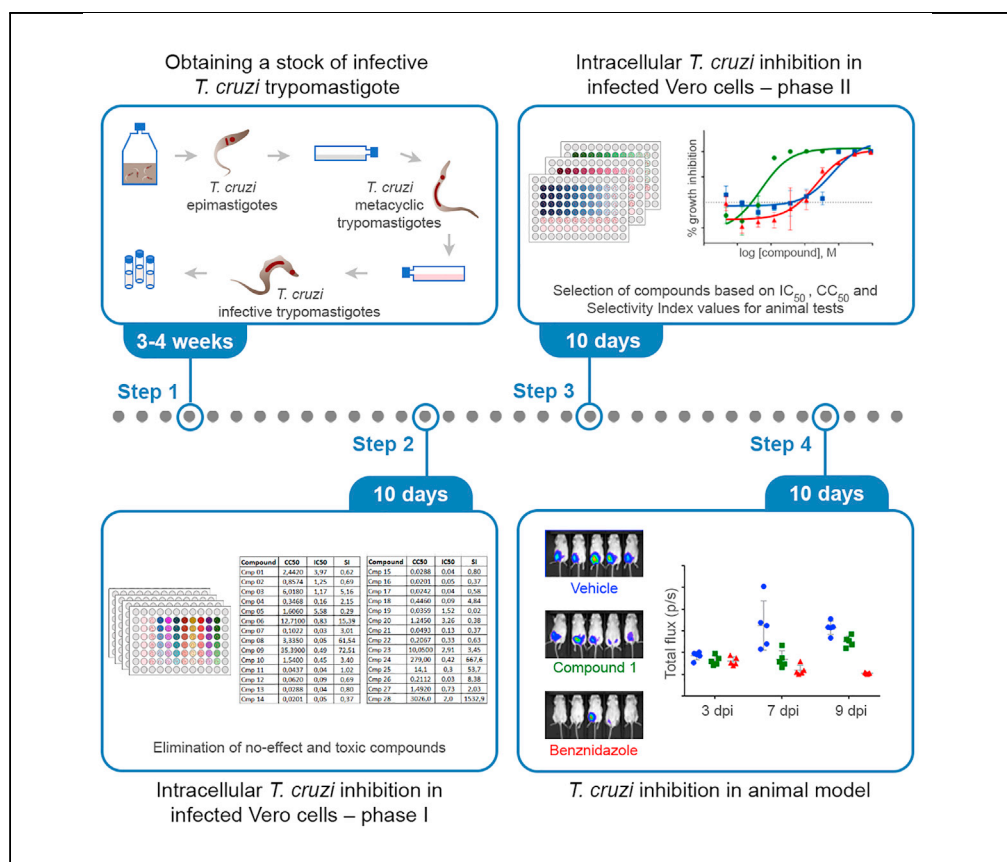 Obtaining a stock of infective
T. cruzi trypomastigote
T. cruzi
epimastigotes
T. cruzi
metacyclic
trypomastigotes
T. cruzi
infective trypomastigotes
3-4 weeks
Step 1
Intracellular T. cruzi inhibition in
infected Vero cells – phase II
% growth inhibition
log [compound], M
Selection of compounds based on IC50 , CC50 and
Selectivity Index values for animal tests
10 days
Step 3
Step 2
10 days
Compound CC50 IC50 SI
Cmp 01 2,4420 3,97 0,62
Cmp 02 0,8574 1,25 0,69
Cmp 03 6,0180 1,17 5,16
Cmp 04 0,3468 0,16 2,15
Cmp 05 1,6060 5,58 0,29
Cmp 06 12,7100 0,83 15,39
Cmp 07 0,1022 0,03 3,01
Cmp 08 3,3350 0,05 61,54
Cmp 09 35,3900 0,49 72,51
Cmp 10 1,5400 0,45 3,40
Cmp 11 0,0437 0,04 1,02
Cmp 12 0,0620 0,09 0,69
Cmp 13 0,0288 0,04 0,80
Cmp 14 0,0201 0,05 0,37
Compound CC50 IC50 SI
Cmp 15 0,0288 0,04 0,80
Cmp 16 0,0201 0,05 0,37
Cmp 17 0,0242 0,04 0,58
Cmp 18 0,4460 0,09 4,84
Cmp 19 0,0359 1,52 0,02
Cmp 20 1,2450 3,26 0,38
Cmp 21 0,0493 0,13 0,37
Cmp 22 0,2067 0,33 0,63
Cmp 23 10,0500 2,91 3,45
Cmp 24 279,00 0,42 667,6
Cmp 25 14,1 0,3 53,7
Cmp 26 0,2112 0,03 8,38
Cmp 27 1,4920 0,73 2,03
Cmp 28 3026,0 2,0 1532,9
Elimination of no-effect and toxic compounds
Intracellular T. cruzi inhibition in
infected Vero cells – phase I
Step 4
10 days
Vehicle
Compound 1
Benznidazole
Total flux (p/s)
3 dpi 7 dpi 9 dpi
T. cruzi inhibition in animal model